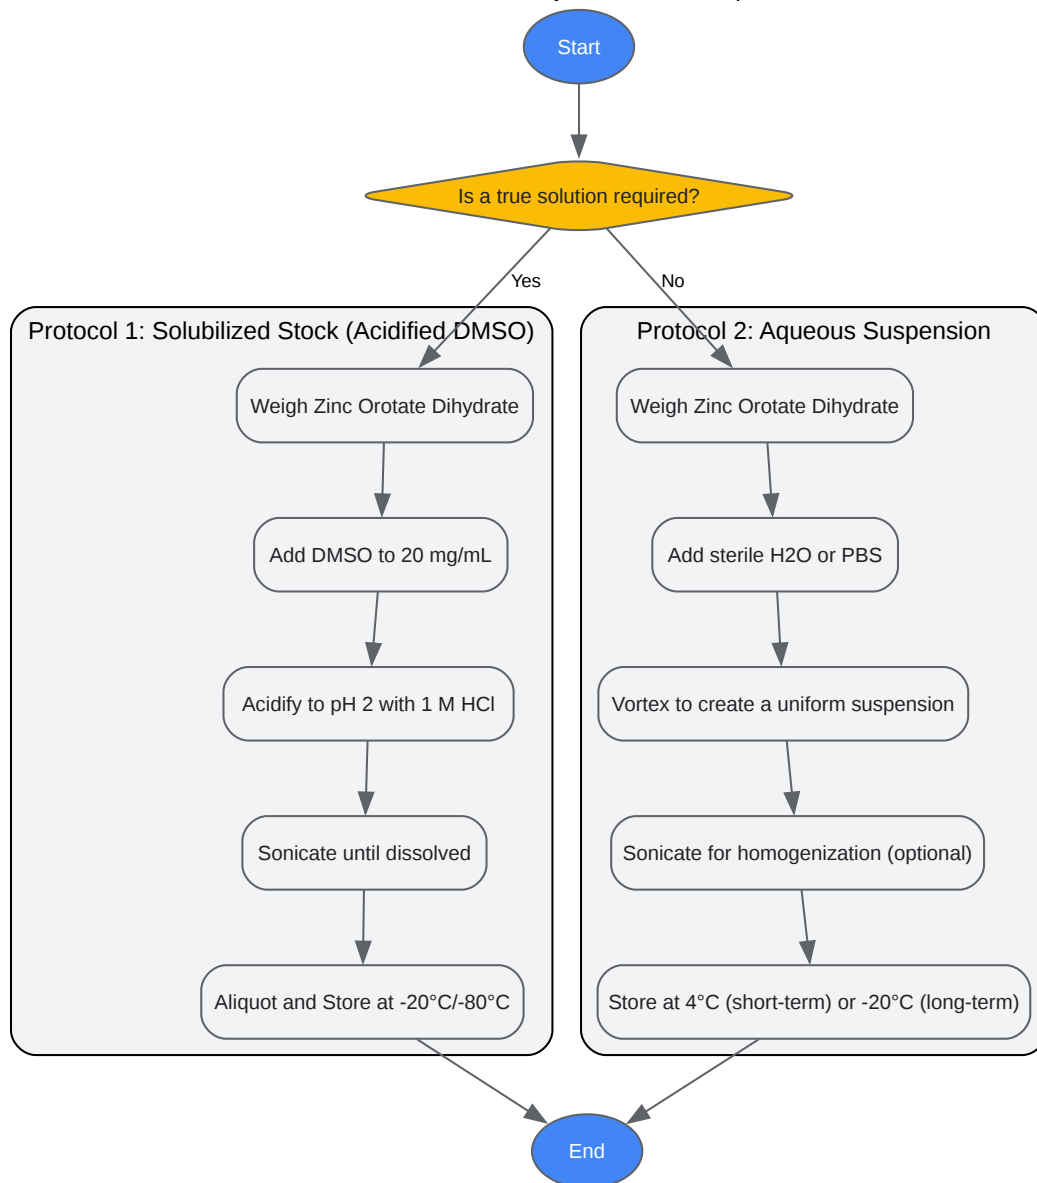 Start
Is a true solution required?
Yes
No
Protocol 1: Solubilized Stock (Acidified DMSO)
Weigh Zinc Orotate Dihydrate
Add DMSO to 20 mg/mL
Acidify to pH 2 with 1 M HCl
Sonicate until dissolved
Aliquot and Store at -20°C/-80°C
Protocol 2: Aqueous Suspension
Weigh Zinc Orotate Dihydrate
Add sterile H2O or PBS
Vortex to create a uniform suspension
Sonicate for homogenization (optional)
Store at 4°C (short-term) or -20°C (long-term)
End